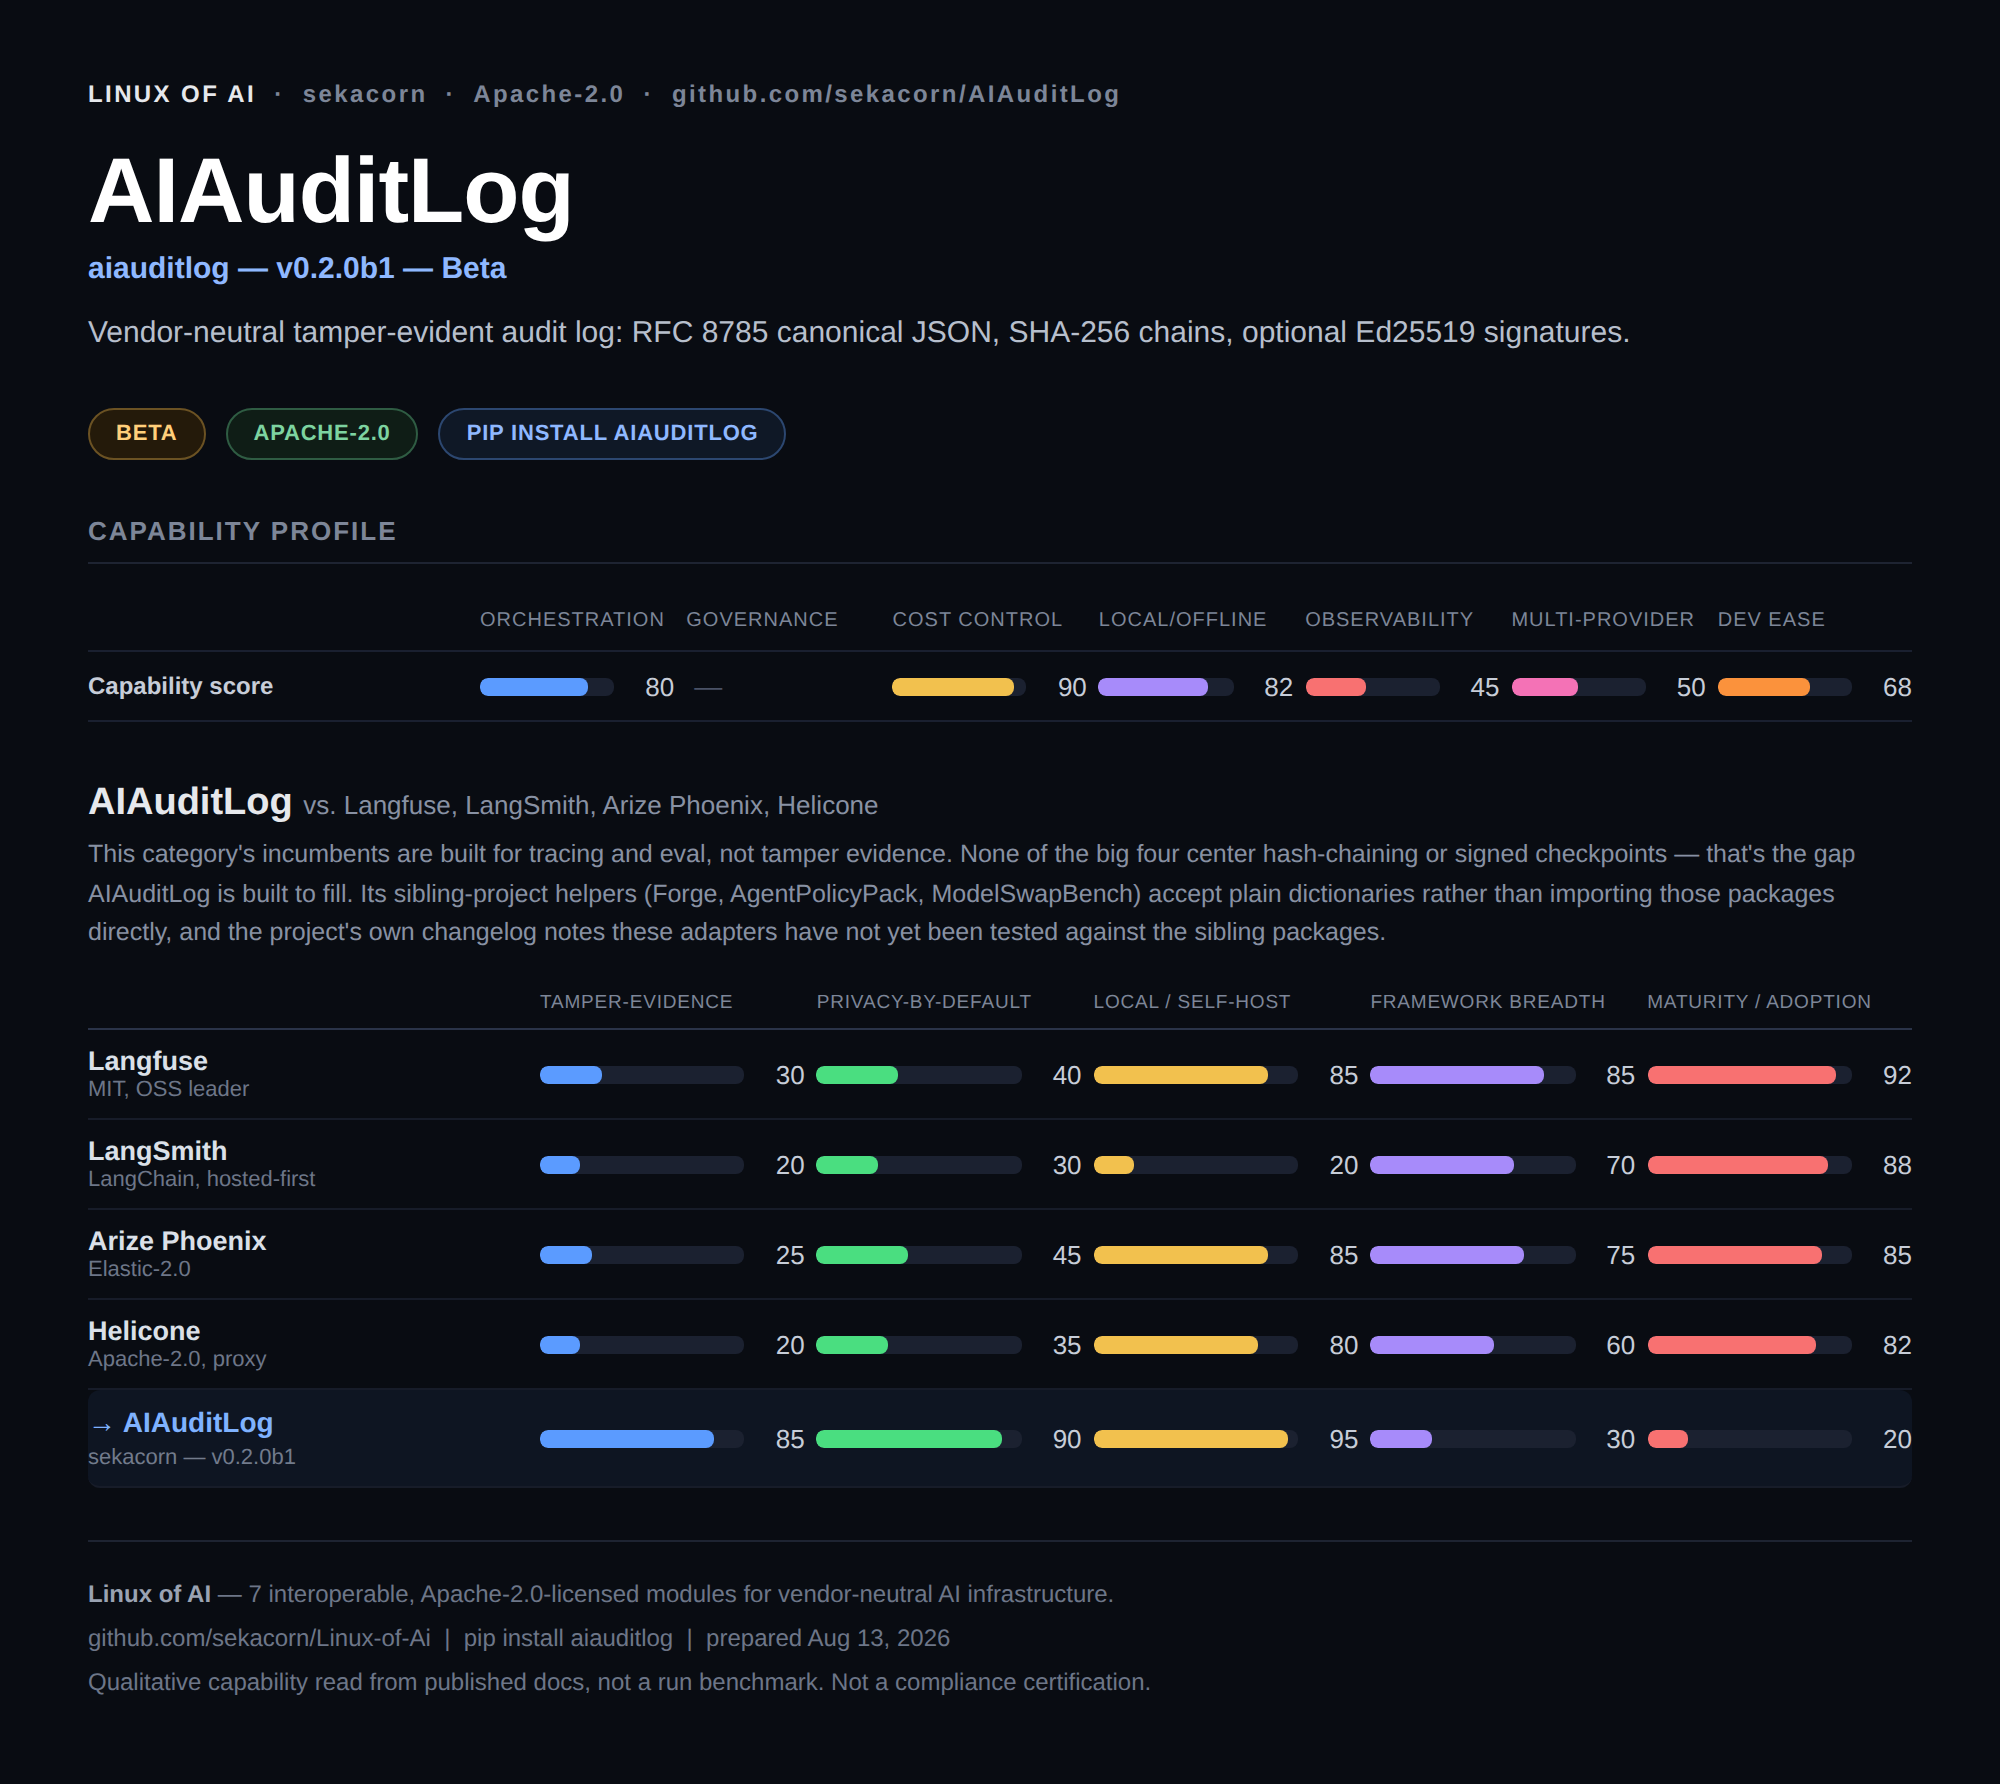 LINUX OF AI · sekacorn · Apache-2.0 · github.com/sekacorn/AIAuditLog
AIAuditLog
aiauditlog — v0.2.0b1 — Beta
Vendor-neutral tamper-evident audit log: RFC 8785 canonical JSON, SHA-256 chains, optional Ed25519 signatures.
BETA APACHE-2.0 PIP INSTALL AIAUDITLOG
CAPABILITY PROFILE
ORCHESTRATION GOVERNANCE COST CONTROL LOCAL/OFFLINE OBSERVABILITY MULTI-PROVIDER DEV EASE
Capability score 80 — 90 82 45 50 68
AIAuditLog vs. Langfuse, LangSmith, Arize Phoenix, Helicone
This category's incumbents are built for tracing and eval, not tamper evidence. None of the big four center hash-chaining or signed checkpoints — that's the gap
AIAuditLog is built to fill. Its sibling-project helpers (Forge, AgentPolicyPack, ModelSwapBench) accept plain dictionaries rather than importing those packages
directly, and the project's own changelog notes these adapters have not yet been tested against the sibling packages.
TAMPER-EVIDENCE PRIVACY-BY-DEFAULT LOCAL / SELF-HOST FRAMEWORK BREADTH MATURITY / ADOPTION
Langfuse 30 40 85 85 92
MIT, OSS leader
LangSmith 20 30 20 70 88
LangChain, hosted-first
Arize Phoenix 25 45 85 75 85
Elastic-2.0
Helicone 20 35 80 60 82
Apache-2.0, proxy
→ AIAuditLog 85 90 95 30 20
sekacorn — v0.2.0b1
Linux of AI — 7 interoperable, Apache-2.0-licensed modules for vendor-neutral AI infrastructure.
github.com/sekacorn/Linux-of-Ai | pip install aiauditlog | prepared Aug 13, 2026
Qualitative capability read from published docs, not a run benchmark. Not a compliance certification.